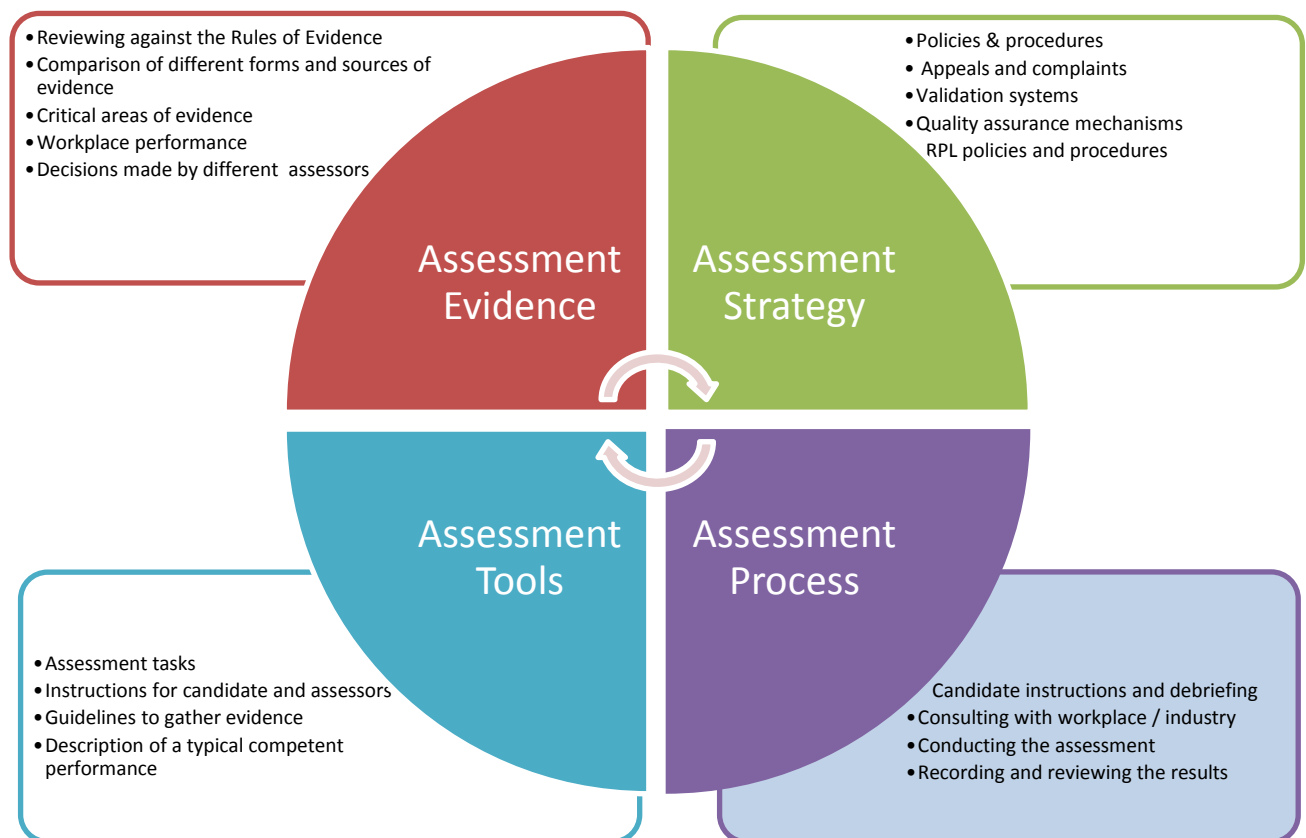 •Reviewing against the Rules of Evidence
•Comparison of different forms and sources of
evidence
•Critical areas of evidence
•Workplace performance
•Decisions made by different assessors
•Policies & procedures
• Appeals and complaints
•Validation systems
•Quality assurance mechanisms
RPL policies and procedures
Assessment
Evidence
Assessment
Strategy
Assessment
Tools
Assessment
Process
•Assessment tasks
•Instructions for candidate and assessors
•Guidelines to gather evidence
•Description of a typical competent
performance
Candidate instructions and debriefing
•Consulting with workplace / industry
•Conducting the assessment
•Recording and reviewing the results